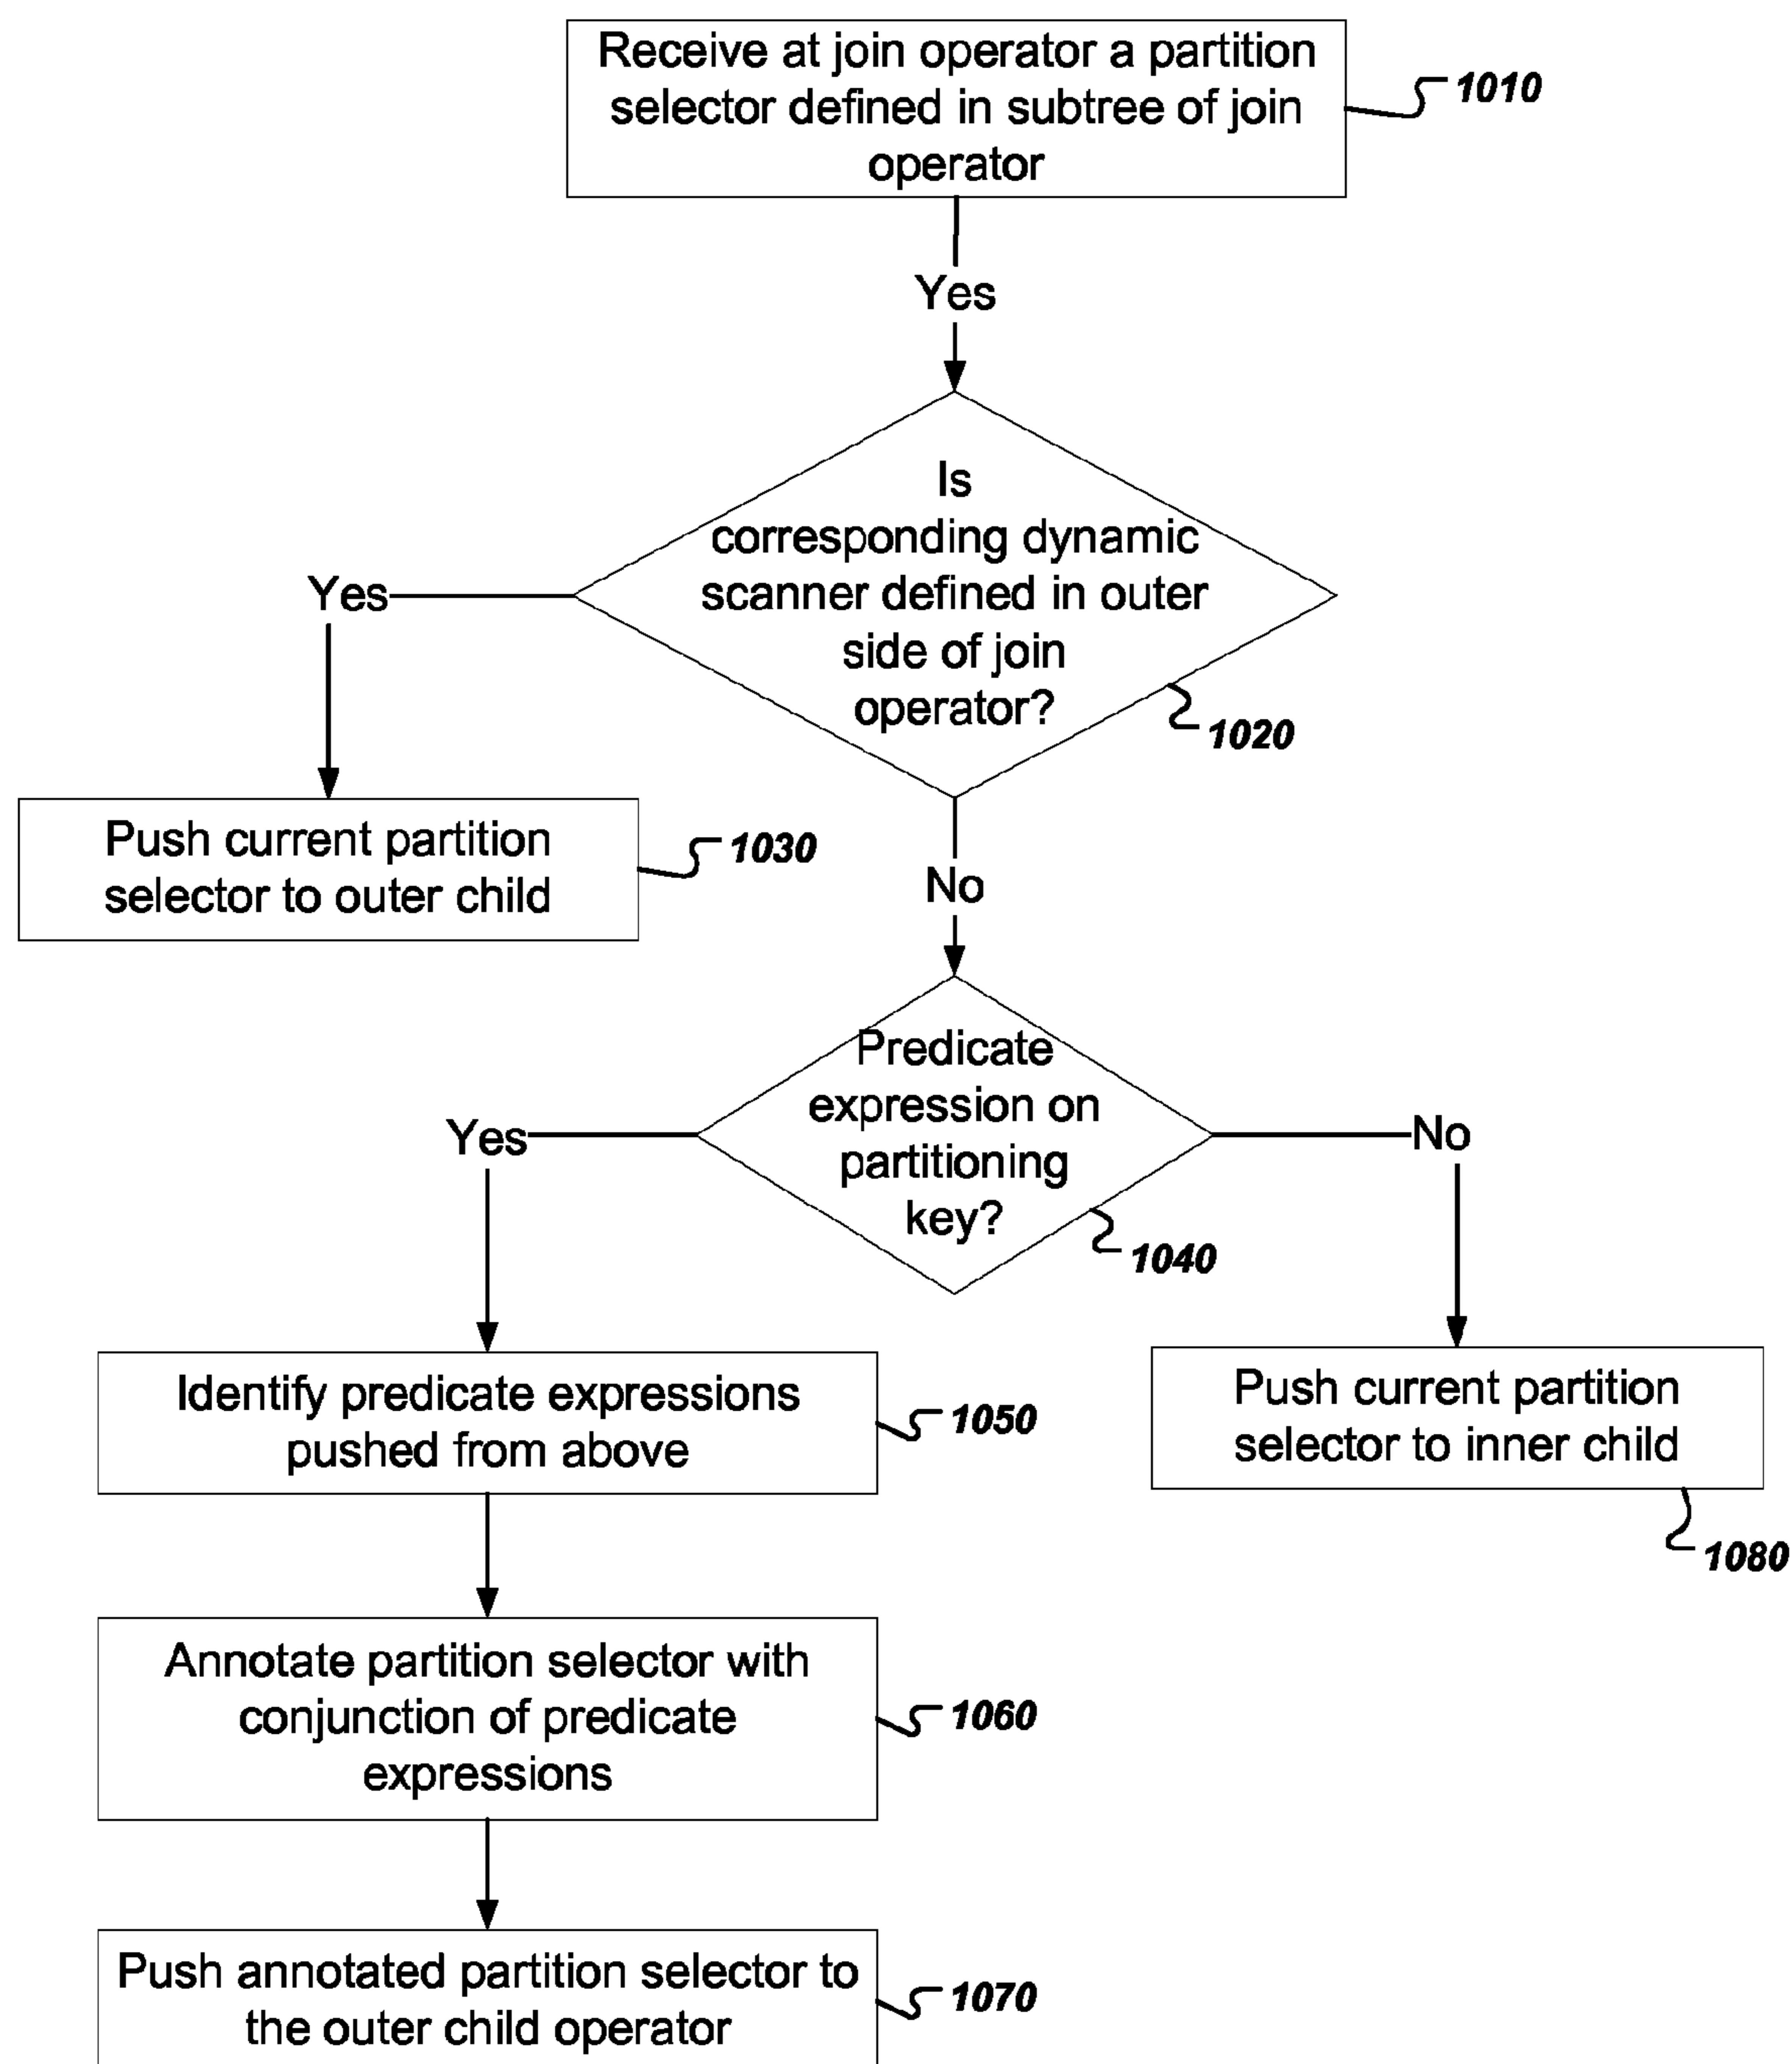 Receive at join operator a partition
selector defined in subtree of join
operator
1010
Yes
Is
corresponding dynamic
scanner defined in outer
side of join
operator?
1020
Yes
Push current partition
selector to outer child
1030
No
Predicate
expression on
partitioning
key?
1040
Yes
No
Identify predicate expressions
pushed from above
1050
Push current partition
selector to inner child
1080
Annotate partition selector with
conjunction of predicate
expressions
1060
Push annotated partition selector to
the outer child operator
1070